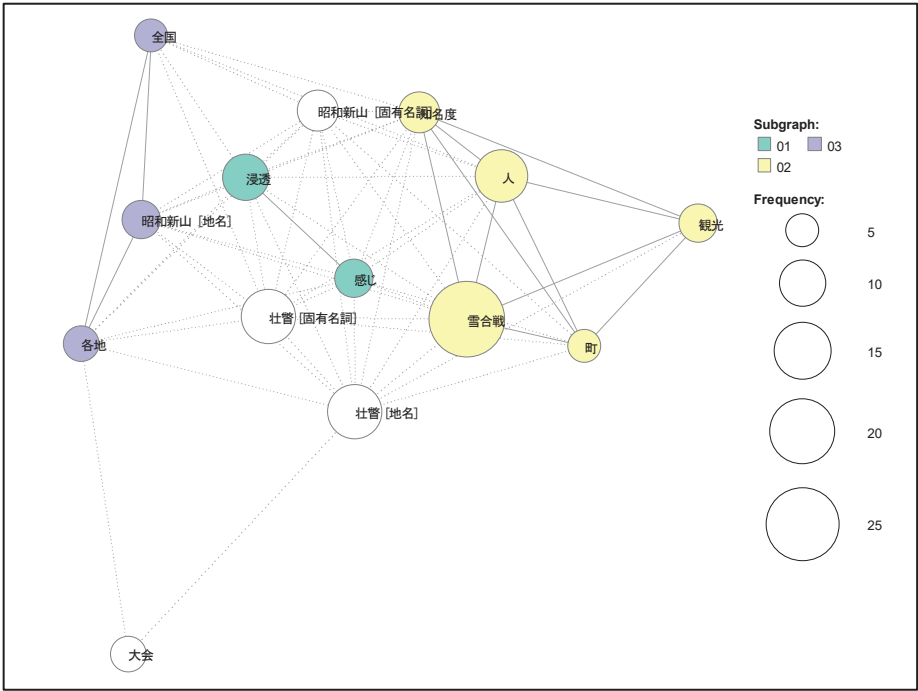 全国
昭和新山［固有名詞］
知名度
浸透
人
昭和新山［地名］
観光
感じ
壮瞥［固有名詞］
雪合戦
各地
町
壮瞥［地名］
大会
Subgraph:
01 03
02
Frequency:
5
10
15
20
25